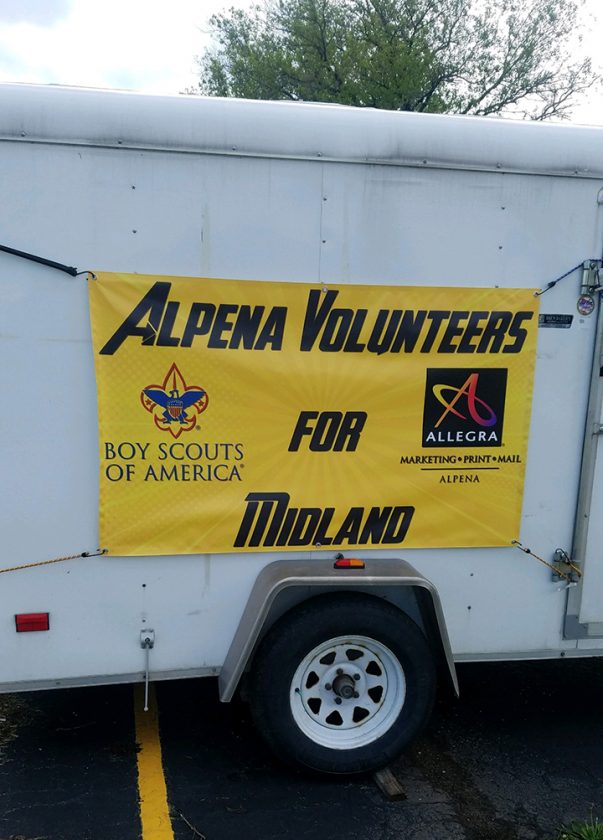 ALPENA VOLUNTEERS
FOR
MIDLAND
BOY SCOUTS
OF AMERICA®
ALLEGRA
MARKETING • PRINT • MAIL
ALPENA